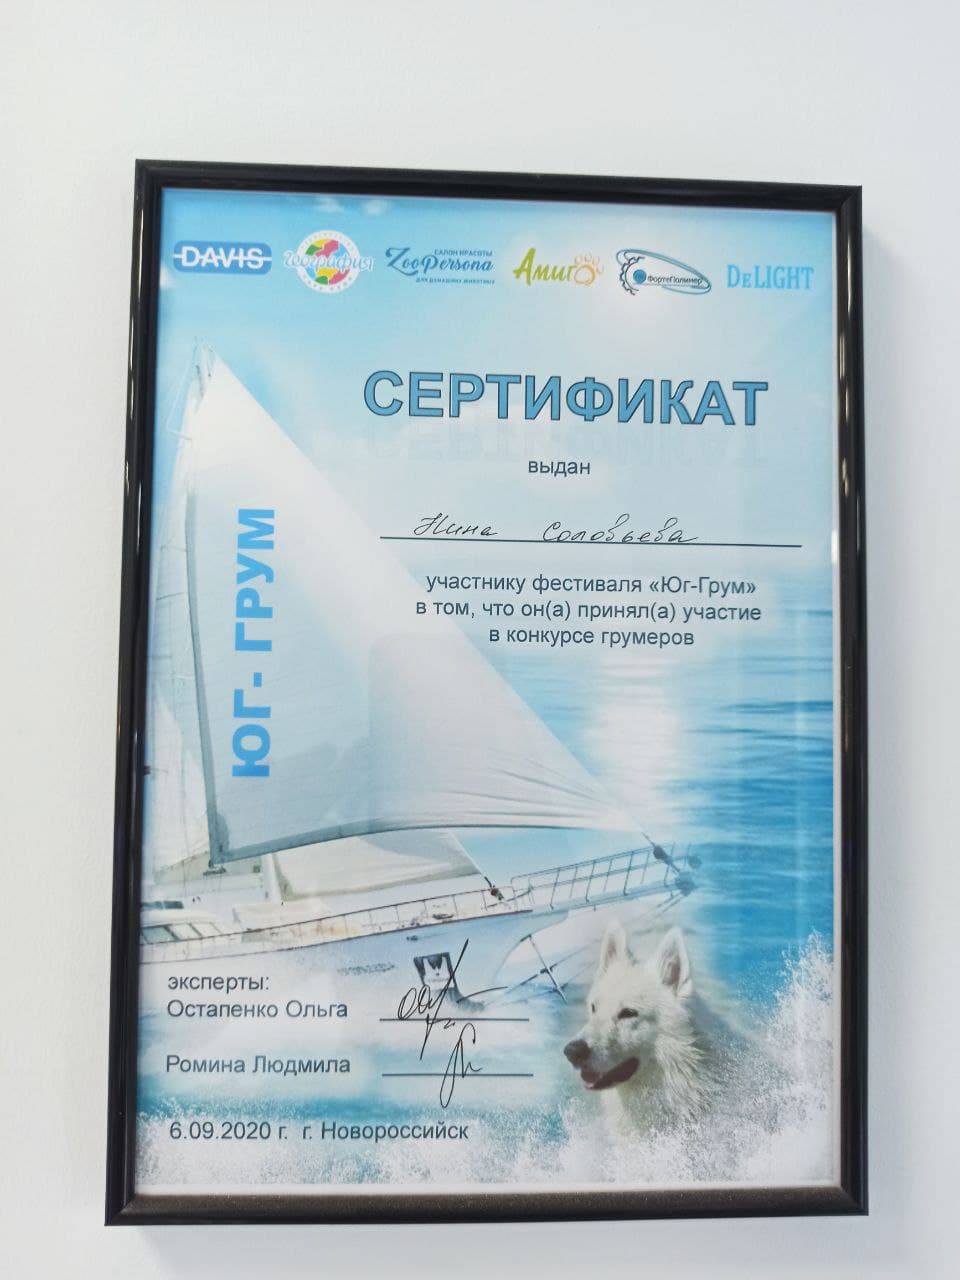 DAVIS
Зоография
САЛОН КРАСОТЫ
ZooPersona
ДЛЯ ДОМАШНИХ ЖИВОТНЫХ
Амиго
ФортеПолимер
DeLIGHT
СЕРТИФИКАТ
выдан
Нина Соловьева
участнику фестиваля «Юг-Грум»
в том, что он(а) принял(а) участие
в конкурсе грумеров
ЮГ- ГРУМ
эксперты:
Остапенко Ольга
Ромина Людмила
6.09.2020 г. г. Новороссийск